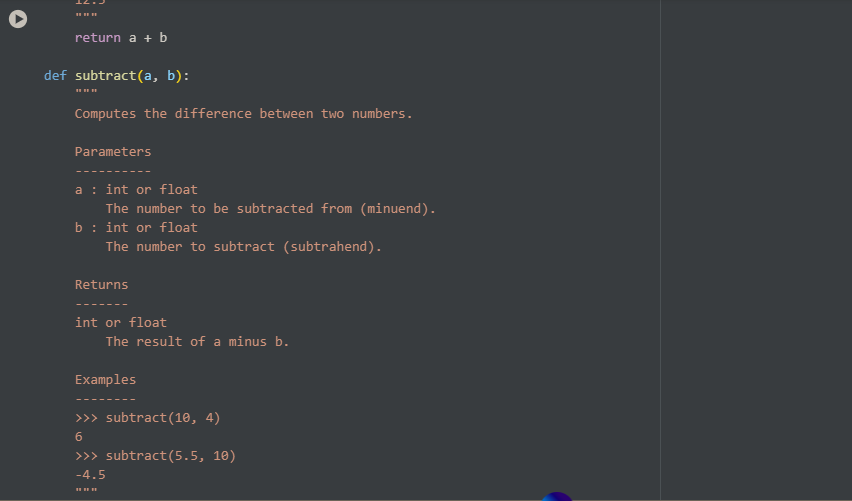 12.5
"""
return a + b
def subtract(a, b):
"""
Computes the difference between two numbers.
Parameters
----------
a : int or float
The number to be subtracted from (minuend).
b : int or float
The number to subtract (subtrahend).
Returns
-------
int or float
The result of a minus b.
Examples
--------
>>> subtract(10, 4)
6
>>> subtract(5.5, 10)
-4.5
"""